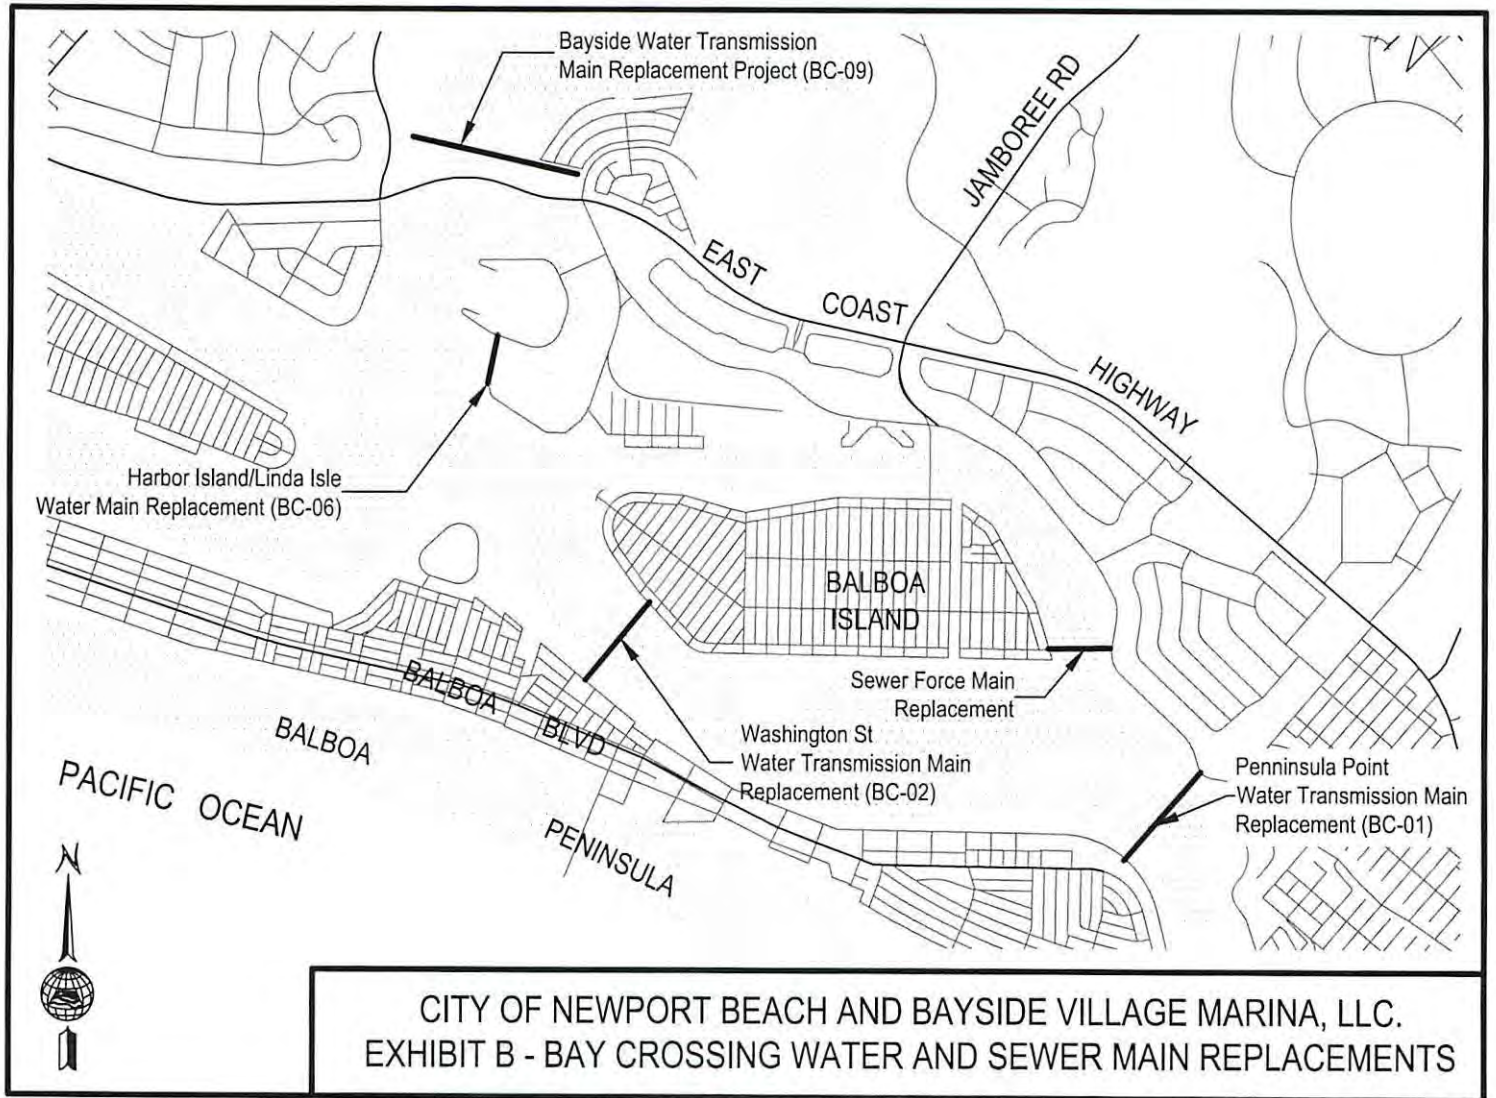 Bayside Water Transmission
Main Replacement Project (BC-09)
JAMBOREE RD
EAST COAST HIGHWAY
Harbor Island/Linda Isle
Water Main Replacement (BC-06)
BALBOA
ISLAND
Sewer Force Main
Replacement
BALBOA BLVD
Washington St
Water Transmission Main
Replacement (BC-02)
Penninsula Point
Water Transmission Main
Replacement (BC-01)
BALBOA PENINSULA
PACIFIC OCEAN
N
CITY OF NEWPORT BEACH AND BAYSIDE VILLAGE MARINA, LLC.
EXHIBIT B - BAY CROSSING WATER AND SEWER MAIN REPLACEMENTS